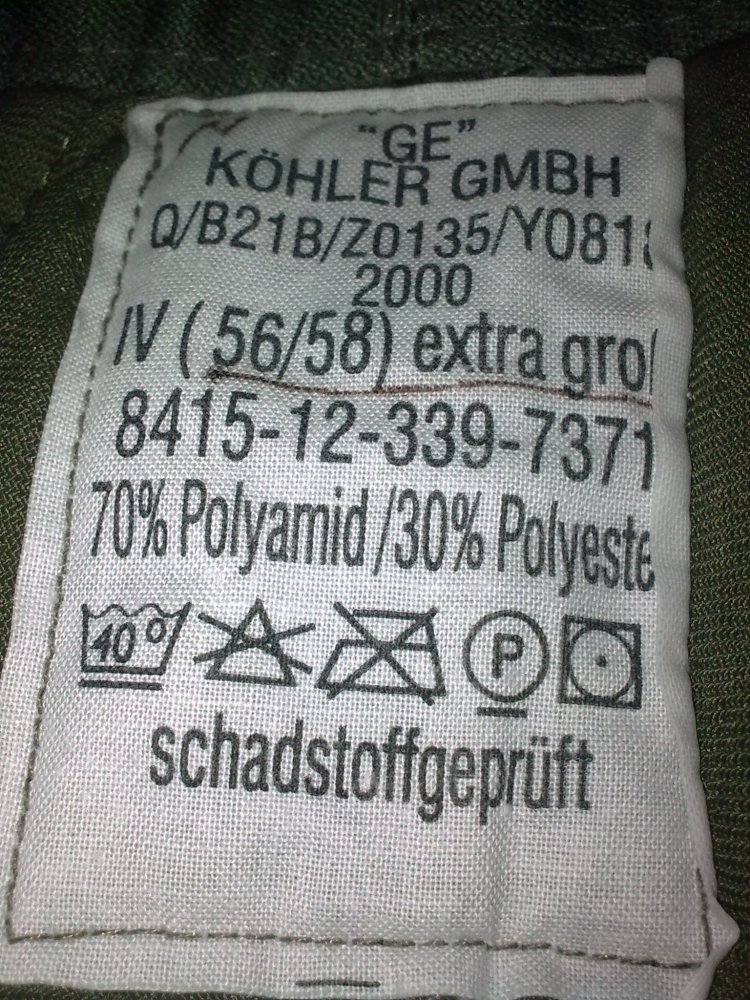 "GE"
KÖHLER GMBH
Q/B21B/Z0135/Y081
2000
IV (56/58) extra gro
8415-12-339-7371
70% Polyamid/30% Polyeste
40°
P
schadstoffgeprüft